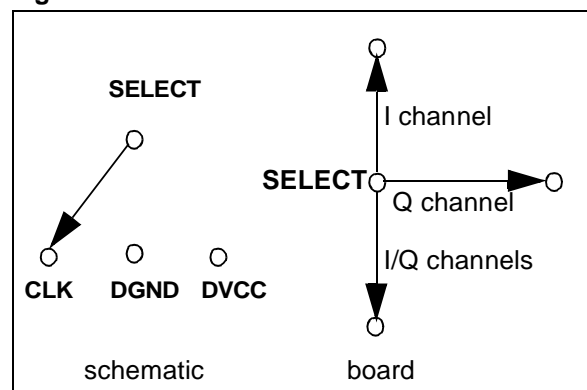 SELECT
CLK DGND DVCC
schematic
I channel
SELECT
Q channel
I/Q channels
board